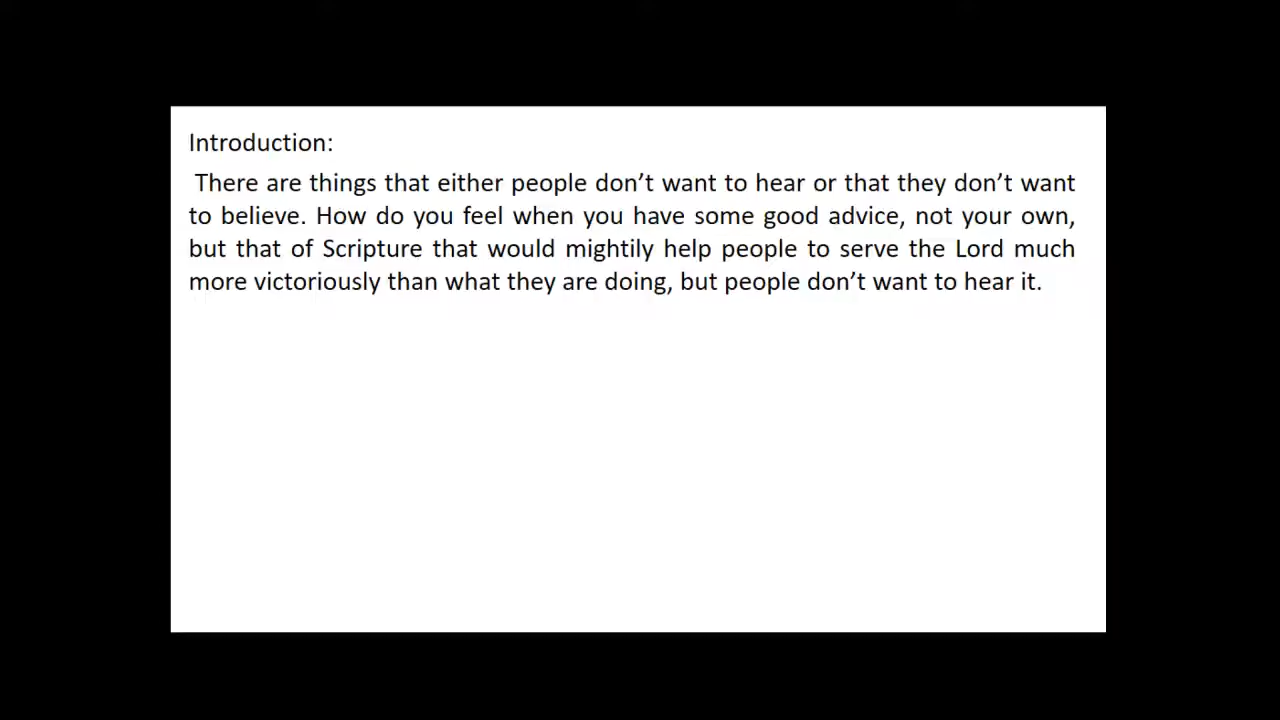 Introduction:
There are things that either people don’t want to hear or that they don’t want
to believe. How do you feel when you have some good advice, not your own,
but that of Scripture that would mightily help people to serve the Lord much
more victoriously than what they are doing, but people don’t want to hear it.